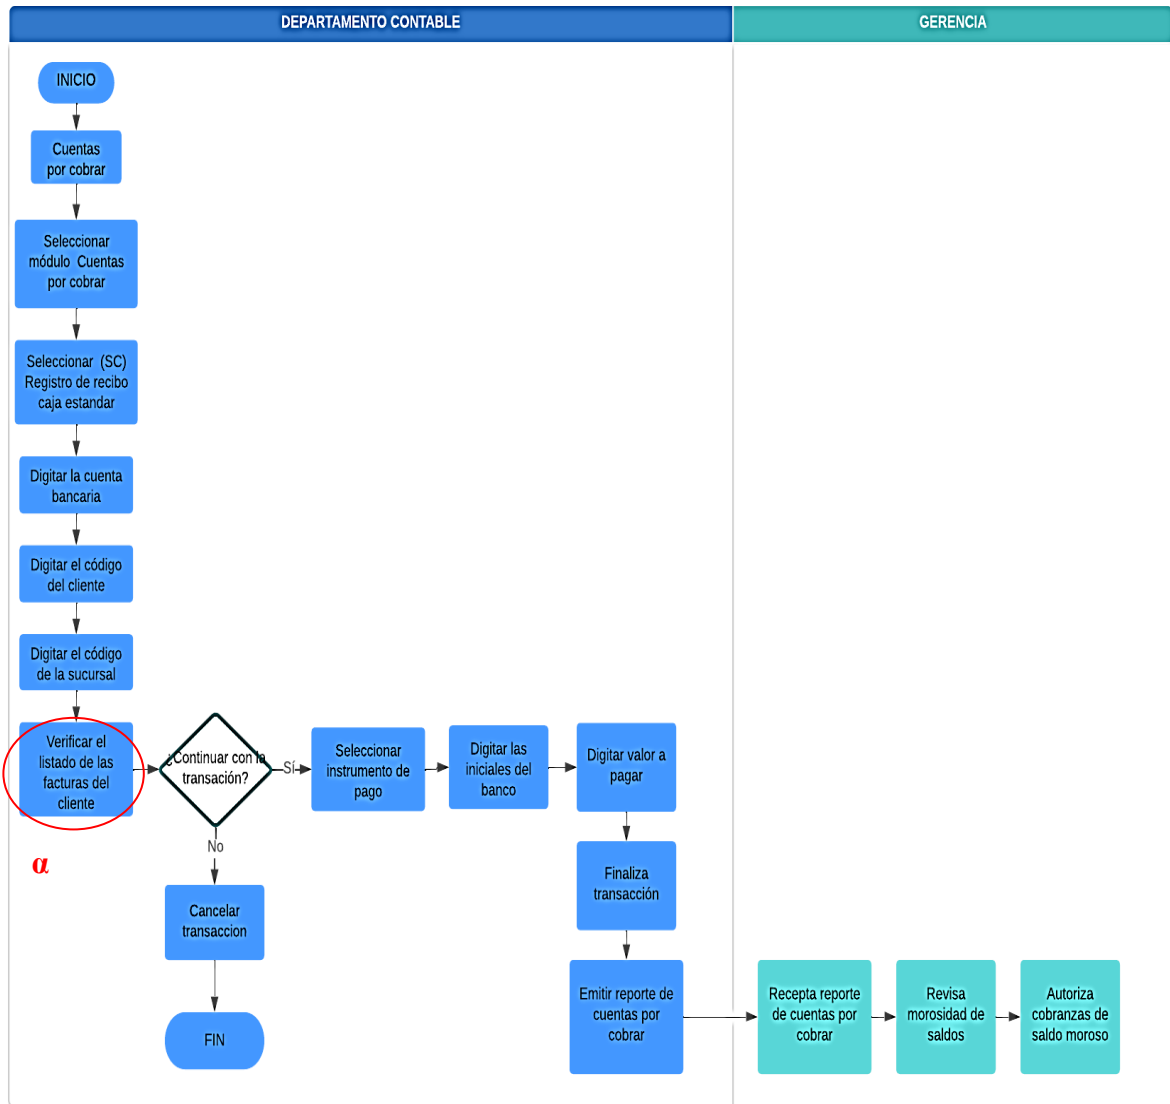 DEPARTAMENTO CONTABLE
GERENCIA
INICIO
Cuentas
por cobrar
Seleccionar
módulo Cuentas
por cobrar
Seleccionar (SC)
Registro de recibo
caja estandar
Digitar la cuenta
bancaria
Digitar el código
del cliente
Digitar el código
de la sucursal
Verificar el
listado de las
facturas del
cliente
α
¿Continuar con la
transación?
Sí
No
Cancelar
transaccion
FIN
Seleccionar
instrumento de
pago
Digitar las
iniciales del
banco
Digitar valor a
pagar
Finaliza
transacción
Emitir reporte de
cuentas por
cobrar
Recepta reporte
de cuentas por
cobrar
Revisa
morosidad de
saldos
Autoriza
cobranzas de
saldo moroso